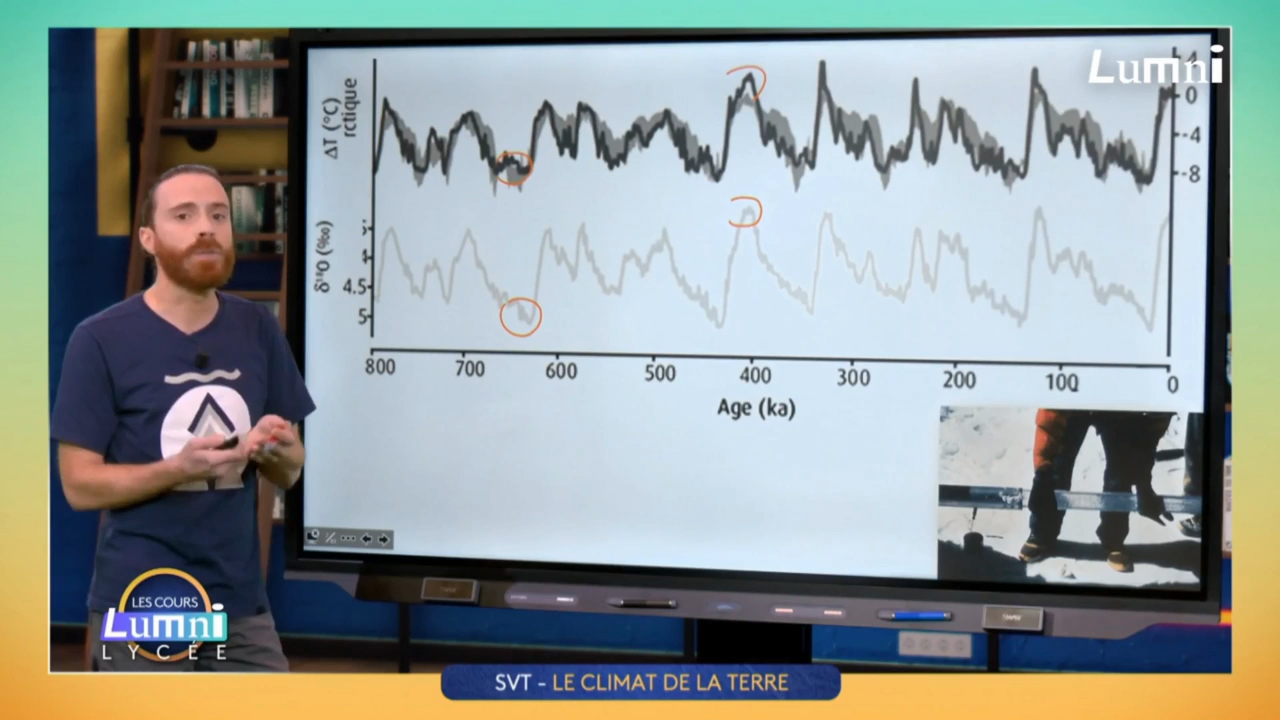 Lumni
ΔT (°C)
rctique
4
0
-4
-8
δ¹⁸O (‰)
4
4.5
5
800
700
600
500
400
300
200
100
0
Age (ka)
LES COURS
Lumni
LYCÉE
SVT - LE CLIMAT DE LA TERRE